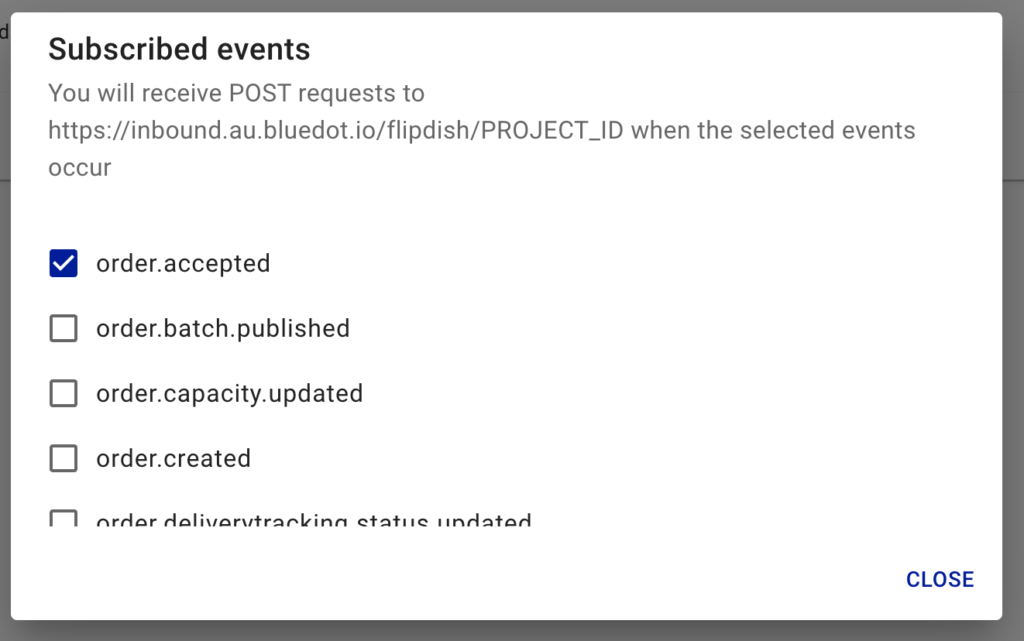 d
Subscribed events
You will receive POST requests to
https://inbound.au.bluedot.io/flipdish/PROJECT_ID when the selected events
occur
order.accepted
order.batch.published
order.capacity.updated
order.created
order.deliverytracking.status.updated
CLOSE